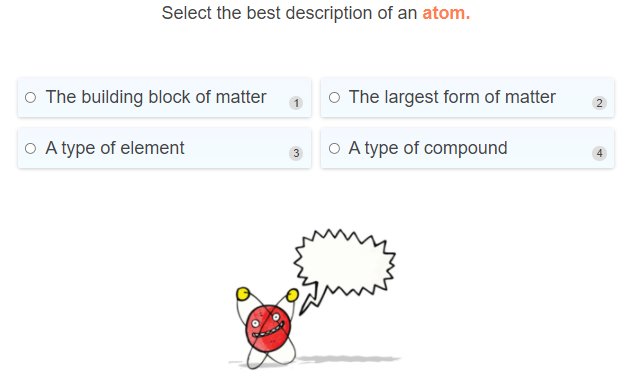 Select the best description of an atom.
The building block of matter 1
The largest form of matter 2
A type of element 3
A type of compound 4